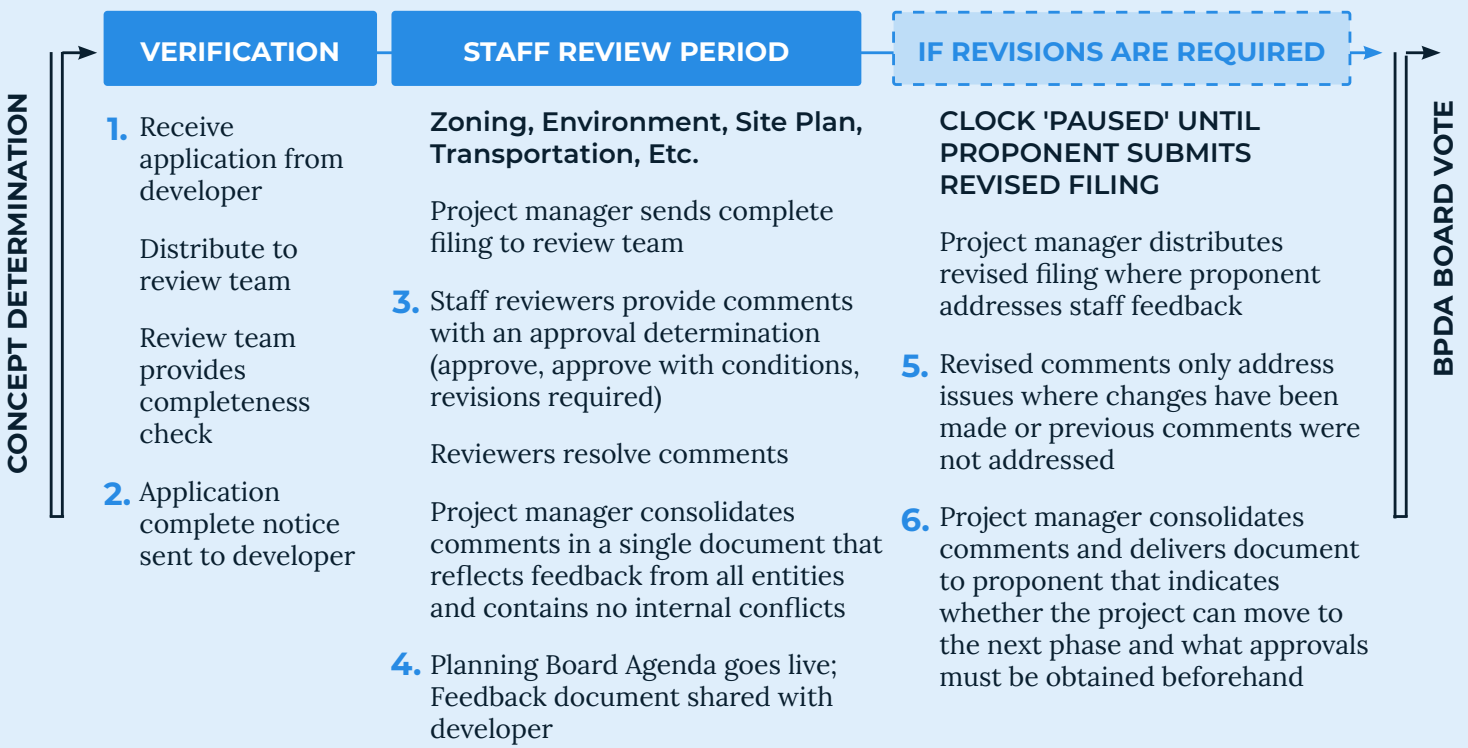 CONCEPT DETERMINATION
VERIFICATION
1. Receive
application from
developer
Distribute to
review team
Review team
provides
completeness
check
2. Application
complete notice
sent to developer
STAFF REVIEW PERIOD
Zoning, Environment, Site Plan,
Transportation, Etc.
Project manager sends complete
filing to review team
3. Staff reviewers provide comments
with an approval determination
(approve, approve with conditions,
revisions required)
Reviewers resolve comments
Project manager consolidates
comments in a single document that
reflects feedback from all entities
and contains no internal conflicts
4. Planning Board Agenda goes live;
Feedback document shared with
developer
IF REVISIONS ARE REQUIRED
CLOCK 'PAUSED' UNTIL
PROPONENT SUBMITS
REVISED FILING
Project manager distributes
revised filing where proponent
addresses staff feedback
5. Revised comments only address
issues where changes have been
made or previous comments were
not addressed
6. Project manager consolidates
comments and delivers document
to proponent that indicates
whether the project can move to
the next phase and what approvals
must be obtained beforehand
BPDA BOARD VOTE